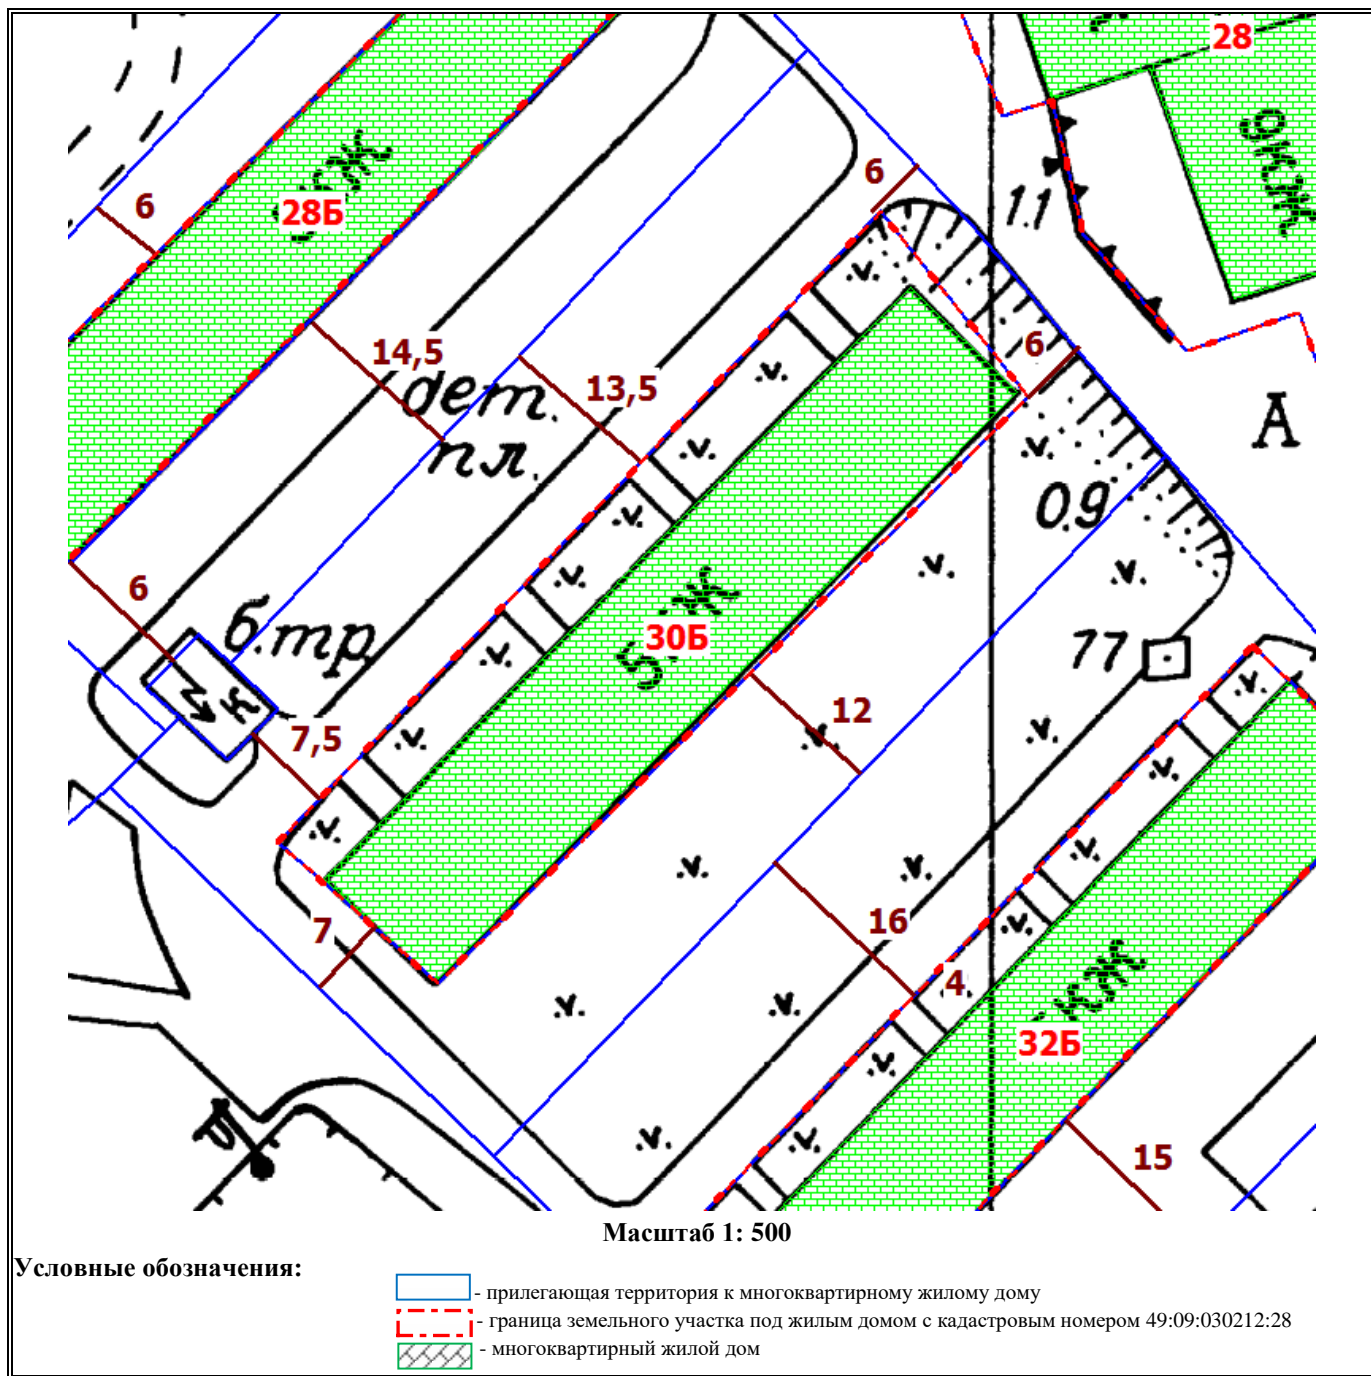 28
9кж
6
28Б
6
1.1
14,5
13,5
6
дет.
пл.
А
0.9
6
б.тр.
30Б
77
7,5
12
7
16
4
кж
32Б
15
Масштаб 1: 500
Условные обозначения:
- прилегающая территория к многоквартирному жилому дому
- граница земельного участка под жилым домом с кадастровым номером 49:09:030212:28
- многоквартирный жилой дом